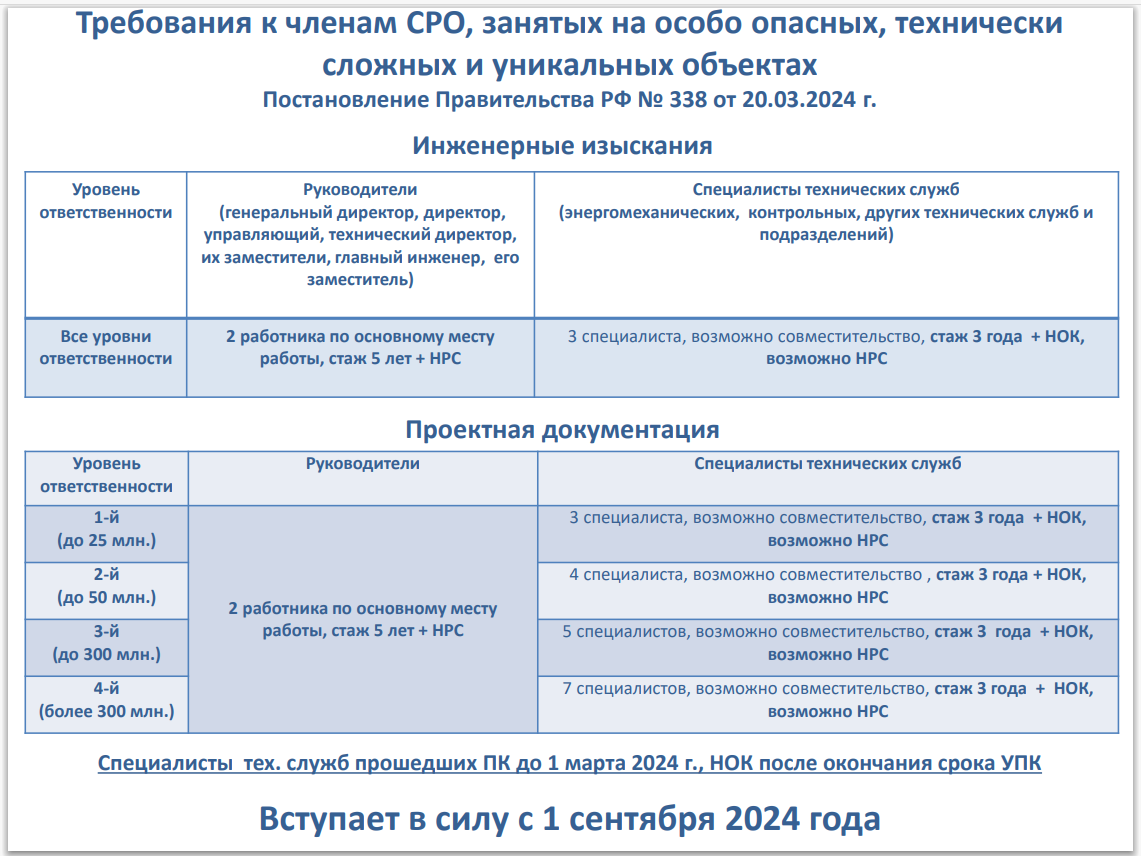 Требования к членам СРО, занятых на особо опасных, технически
сложных и уникальных объектах
Постановление Правительства РФ № 338 от 20.03.2024 г.
Инженерные изыскания
Уровень
ответственности
Руководители
(генеральный директор, директор,
управляющий, технический директор,
их заместители, главный инженер, его
заместитель)
Специалисты технических служб
(энергомеханических, контрольных, других технических служб и
подразделений)
Все уровни
ответственности
2 работника по основному месту
работы, стаж 5 лет + НРС
3 специалиста, возможно совместительство, стаж 3 года + НОК,
возможно НРС
Проектная документация
Уровень
ответственности
Руководители
Специалисты технических служб
1-й
(до 25 млн.)
2 работника по основному месту
работы, стаж 5 лет + НРС
3 специалиста, возможно совместительство, стаж 3 года + НОК,
возможно НРС
2-й
(до 50 млн.)
4 специалиста, возможно совместительство , стаж 3 года + НОК,
возможно НРС
3-й
(до 300 млн.)
5 специалистов, возможно совместительство, стаж 3 года + НОК,
возможно НРС
4-й
(более 300 млн.)
7 специалистов, возможно совместительство, стаж 3 года + НОК,
возможно НРС
Специалисты тех. служб прошедших ПК до 1 марта 2024 г., НОК после окончания срока УПК
Вступает в силу с 1 сентября 2024 года